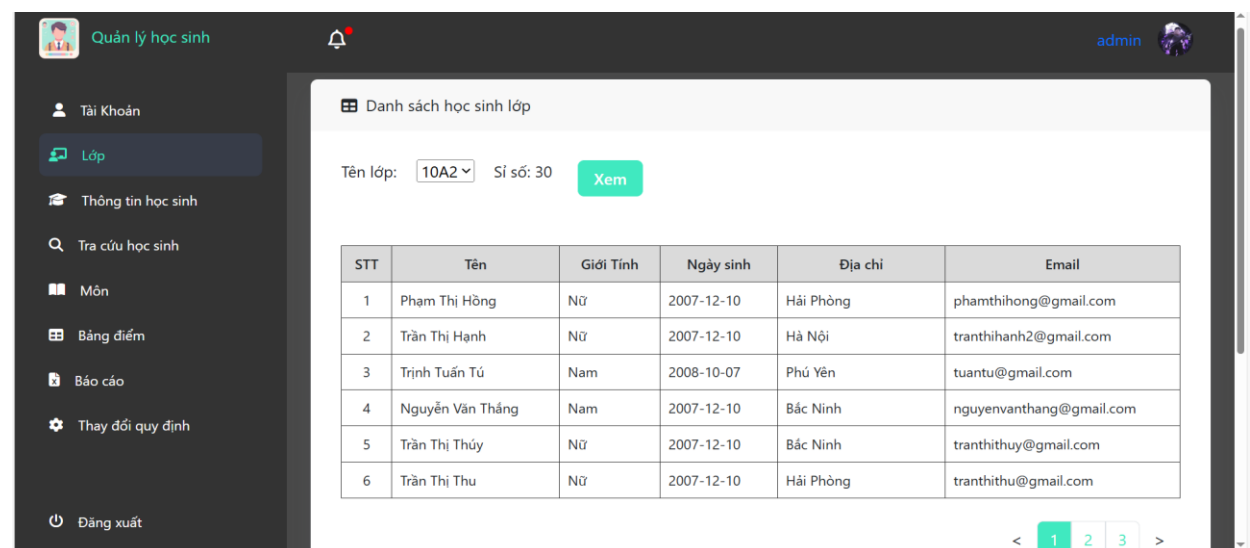 Quản lý học sinh
admin
Tài Khoản
Lớp
Thông tin học sinh
Tra cứu học sinh
Môn
Bảng điểm
Báo cáo
Thay đổi quy định
Đăng xuất
Danh sách học sinh lớp
Tên lớp: 10A2 Sỉ số: 30 Xem
STT Tên Giới Tính Ngày sinh Địa chỉ Email
1 Phạm Thị Hồng Nữ 2007-12-10 Hải Phòng phamthihong@gmail.com
2 Trần Thị Hạnh Nữ 2007-12-10 Hà Nội tranthihanh2@gmail.com
3 Trịnh Tuấn Tú Nam 2008-10-07 Phú Yên tuantu@gmail.com
4 Nguyễn Văn Thắng Nam 2007-12-10 Bắc Ninh nguyenvanthang@gmail.com
5 Trần Thị Thúy Nữ 2007-12-10 Bắc Ninh tranthithuy@gmail.com
6 Trần Thị Thu Nữ 2007-12-10 Hải Phòng tranthithu@gmail.com
< 1 2 3 >